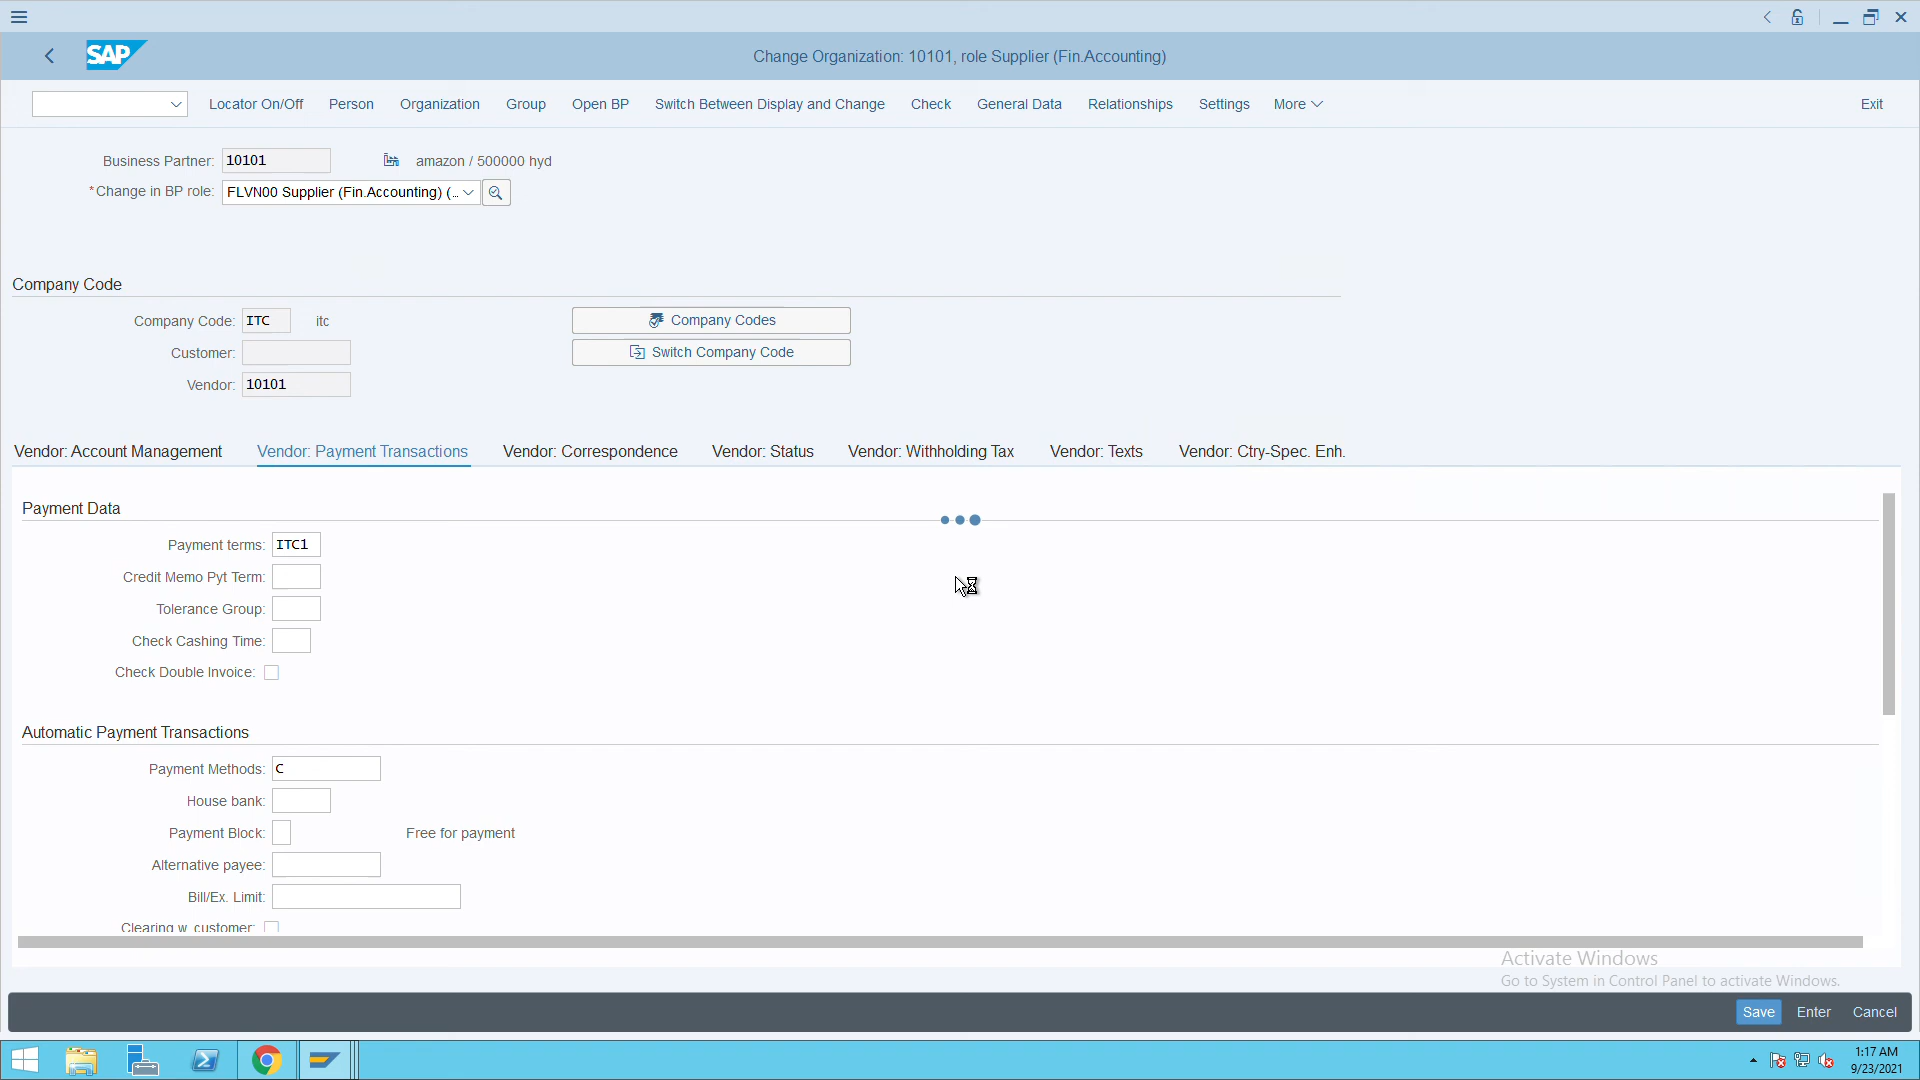 SAP
Change Organization: 10101, role Supplier (Fin.Accounting)
Locator On/Off Person Organization Group Open BP Switch Between Display and Change Check General Data Relationships Settings More Exit
Business Partner: 10101 amazon / 500000 hyd
*Change in BP role: FLVN00 Supplier (Fin.Accounting) (...
Company Code
Company Code: ITC itc Company Codes
Customer: Switch Company Code
Vendor: 10101
Vendor: Account Management Vendor: Payment Transactions Vendor: Correspondence Vendor: Status Vendor: Withholding Tax Vendor: Texts Vendor: Ctry-Spec. Enh.
Payment Data
Payment terms: ITC1
Credit Memo Pyt Term:
Tolerance Group:
Check Cashing Time:
Check Double Invoice:
Automatic Payment Transactions
Payment Methods: C
House bank:
Payment Block: Free for payment
Alternative payee:
Bill/Ex. Limit:
Clearing w. customer:
Activate Windows
Go to System in Control Panel to activate Windows.
Save Enter Cancel
1:17 AM
9/23/2021